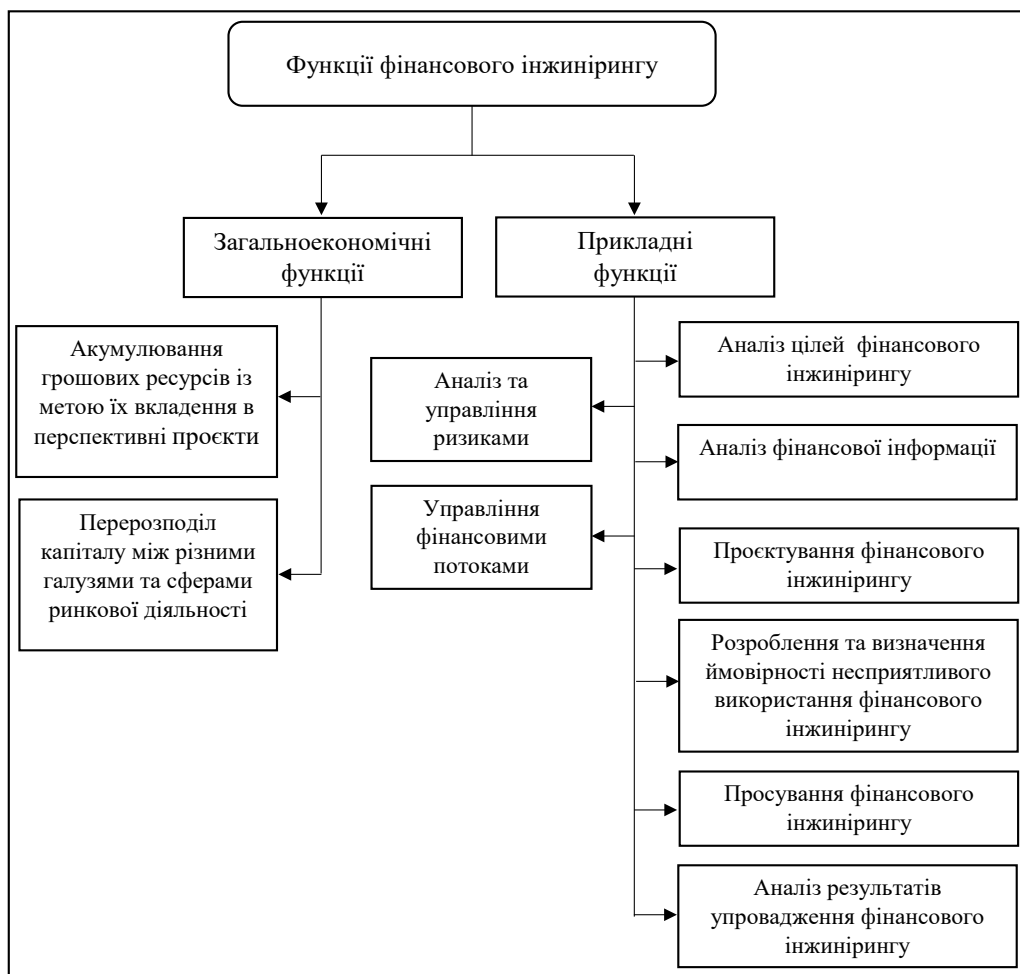 Функції фінансового інжинірингу
Загальноекономічні
функції
Акумулювання
грошових ресурсів із
метою їх вкладення в
перспективні проєкти
Перерозподіл
капіталу між різними
галузями та сферами
ринкової діяльності
Прикладні
функції
Аналіз та
управління
ризиками
Управління
фінансовими
потоками
Аналіз цілей фінансового
інжинірингу
Аналіз фінансової інформації
Проєктування фінансового
інжинірингу
Розроблення та визначення
ймовірності несприятливого
використання фінансового
інжинірингу
Просування фінансового
інжинірингу
Аналіз результатів
упровадження фінансового
інжинірингу